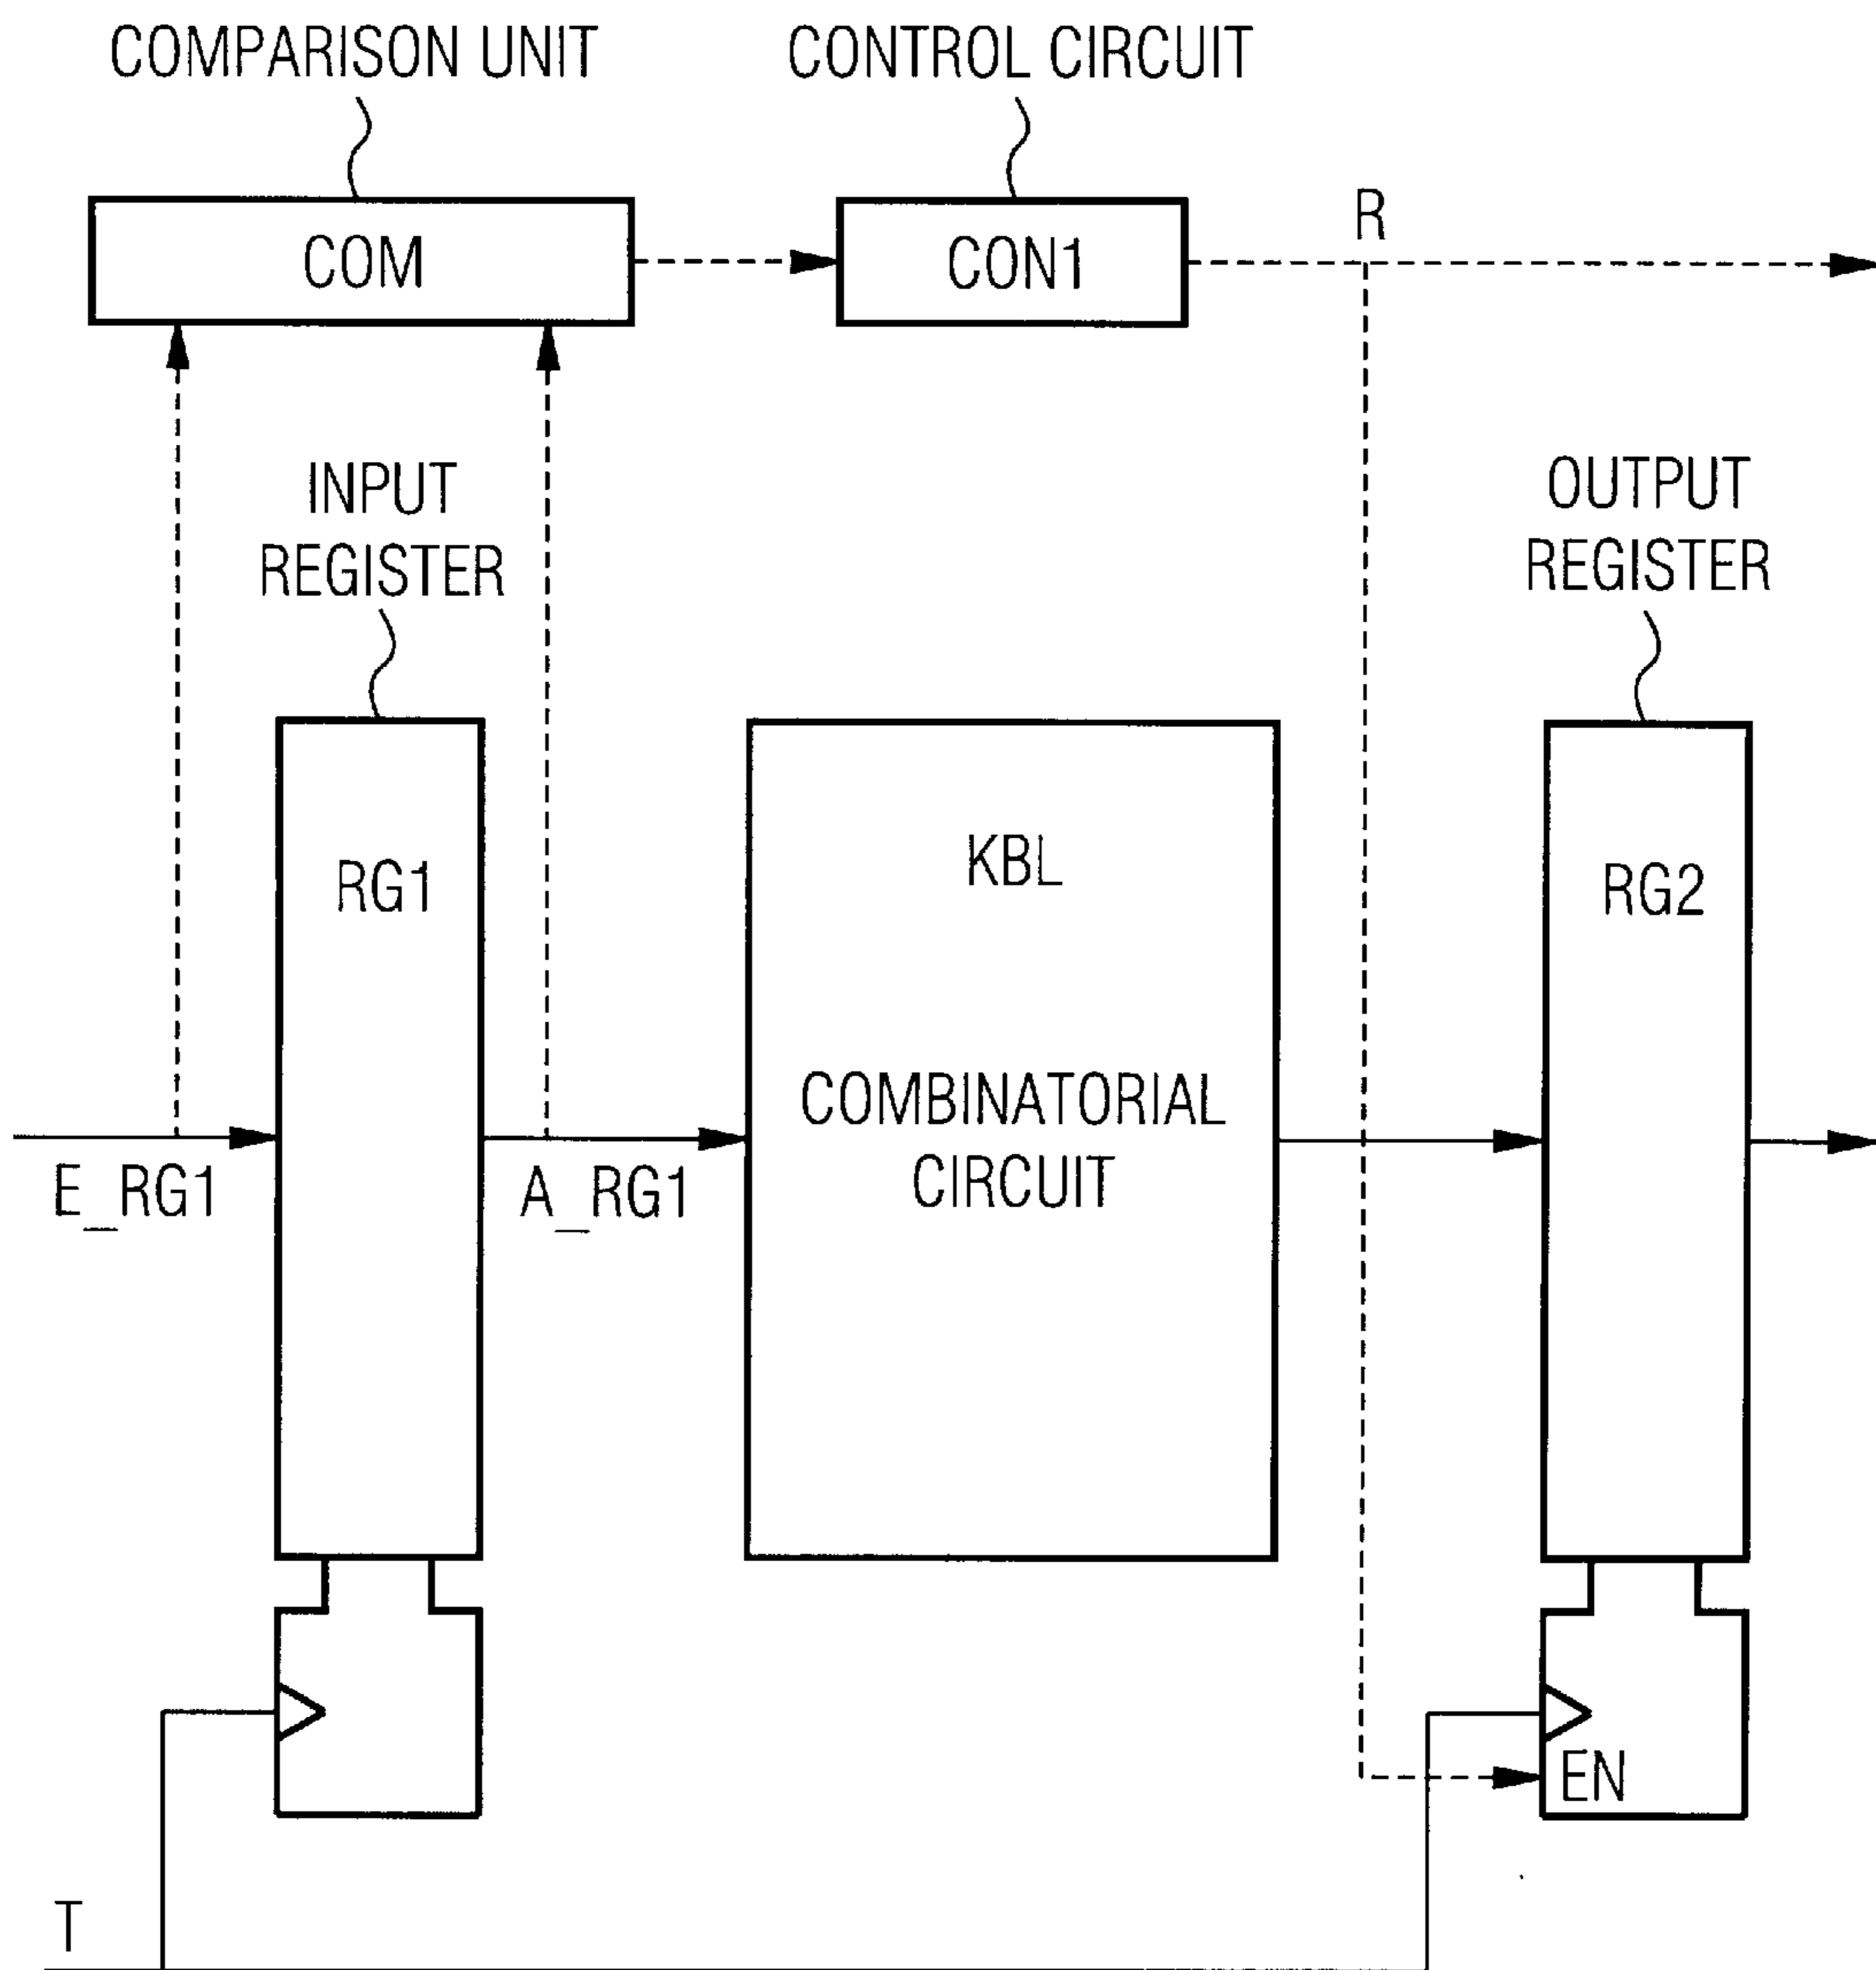 COMPARISON UNIT
CONTROL CIRCUIT
R
COM
CON1
INPUT
REGISTER
OUTPUT
REGISTER
RG1
KBL
RG2
COMBINATORIAL
CIRCUIT
E_RG1
A_RG1
EN
T